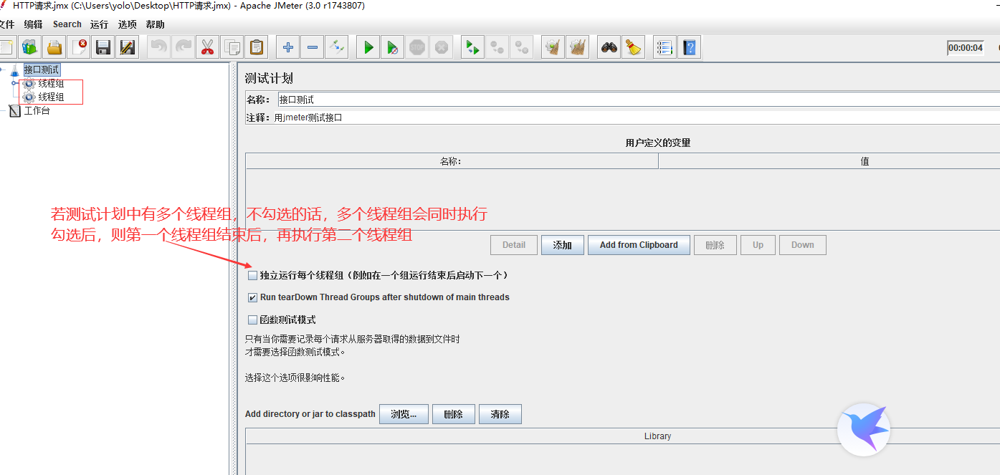 HTTP请求.jmx (C:\Users\yolo\Desktop\HTTP请求.jmx) - Apache JMeter (3.0 r1743807)
文件 编辑 Search 运行 选项 帮助
00:00:04
接口测试
线程组
线程组
工作台
测试计划
名称: 接口测试
注释: 用jmeter测试接口
用户定义的变量
名称: 值
若测试计划中有多个线程组，不勾选的话，多个线程组会同时执行
勾选后，则第一个线程组结束后，再执行第二个线程组
Detail 添加 Add from Clipboard 删除 Up Down
独立运行每个线程组（例如在一个组运行结束后启动下一个）
Run tearDown Thread Groups after shutdown of main threads
函数测试模式
只有当你需要记录每个请求从服务器取得的数据到文件时
才需要选择函数测试模式。
选择这个选项很影响性能。
Add directory or jar to classpath 浏览... 删除 清除
Library